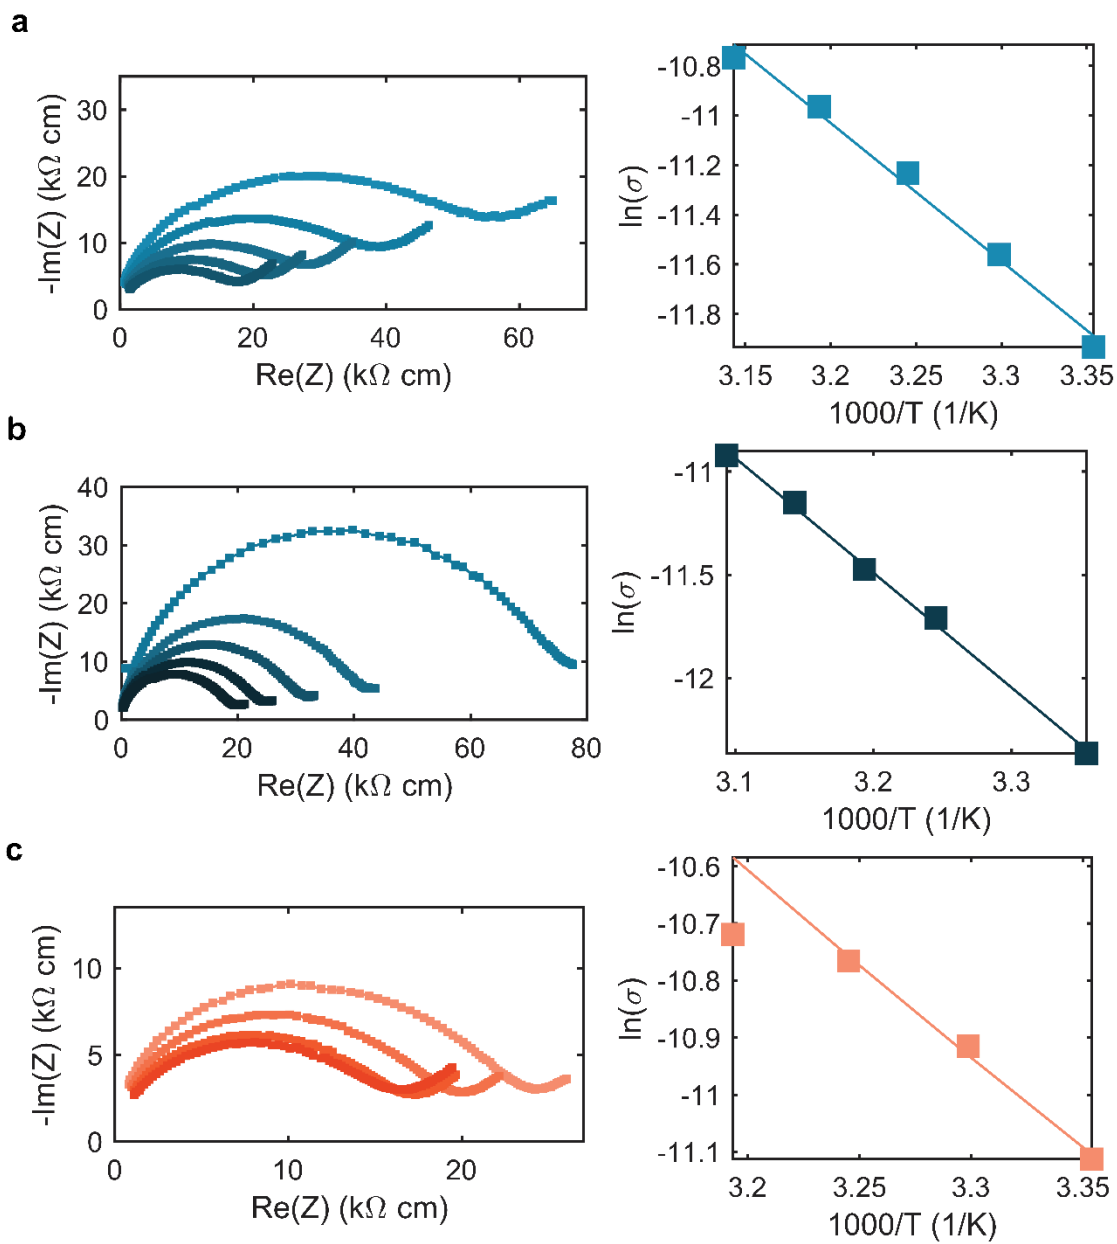 a
-Im(Z) (kΩ cm)
30
20
10
0
0 20 40 60
Re(Z) (kΩ cm)
ln(σ)
-10.8
-11
-11.2
-11.4
-11.6
-11.8
3.15 3.2 3.25 3.3 3.35
1000/T (1/K)
b
-Im(Z) (kΩ cm)
40
30
20
10
0
0 20 40 60 80
Re(Z) (kΩ cm)
ln(σ)
-11
-11.5
-12
3.1 3.2 3.3
1000/T (1/K)
c
-Im(Z) (kΩ cm)
10
5
0
0 10 20
Re(Z) (kΩ cm)
ln(σ)
-10.6
-10.7
-10.8
-10.9
-11
-11.1
3.2 3.25 3.3 3.35
1000/T (1/K)